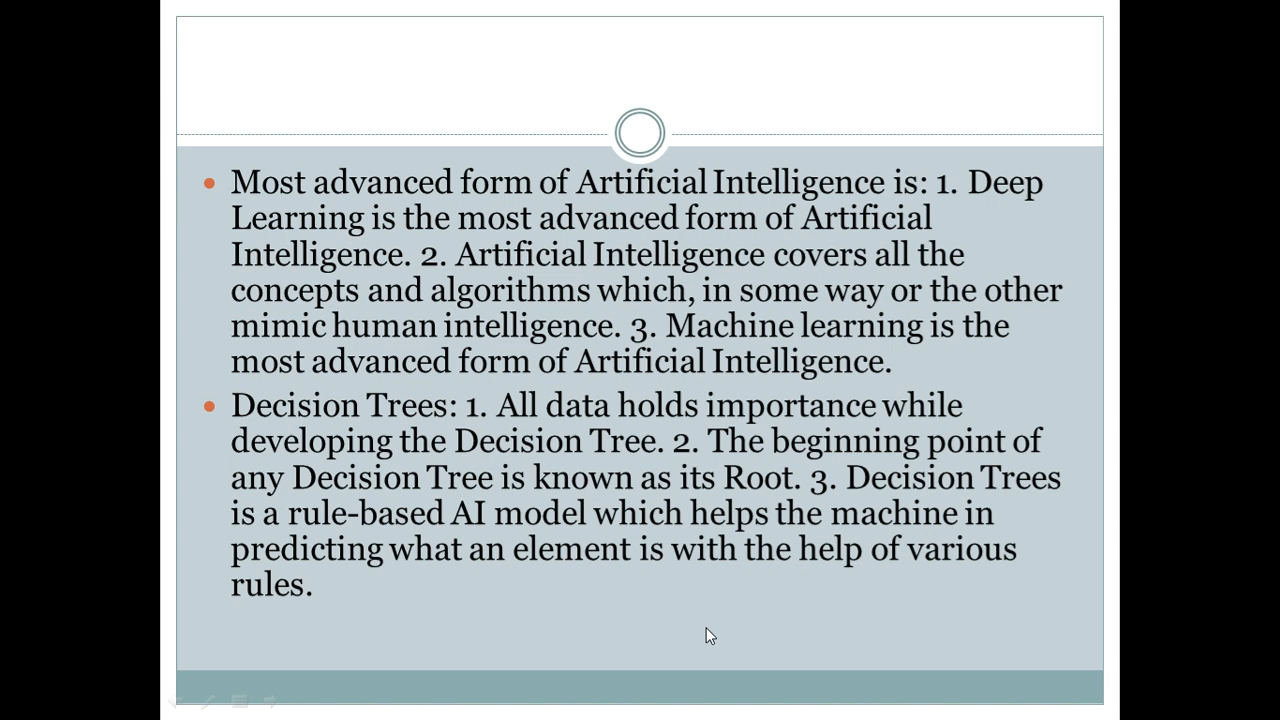 • Most advanced form of Artificial Intelligence is: 1. Deep
Learning is the most advanced form of Artificial
Intelligence. 2. Artificial Intelligence covers all the
concepts and algorithms which, in some way or the other
mimic human intelligence. 3. Machine learning is the
most advanced form of Artificial Intelligence.
• Decision Trees: 1. All data holds importance while
developing the Decision Tree. 2. The beginning point of
any Decision Tree is known as its Root. 3. Decision Trees
is a rule-based AI model which helps the machine in
predicting what an element is with the help of various
rules.